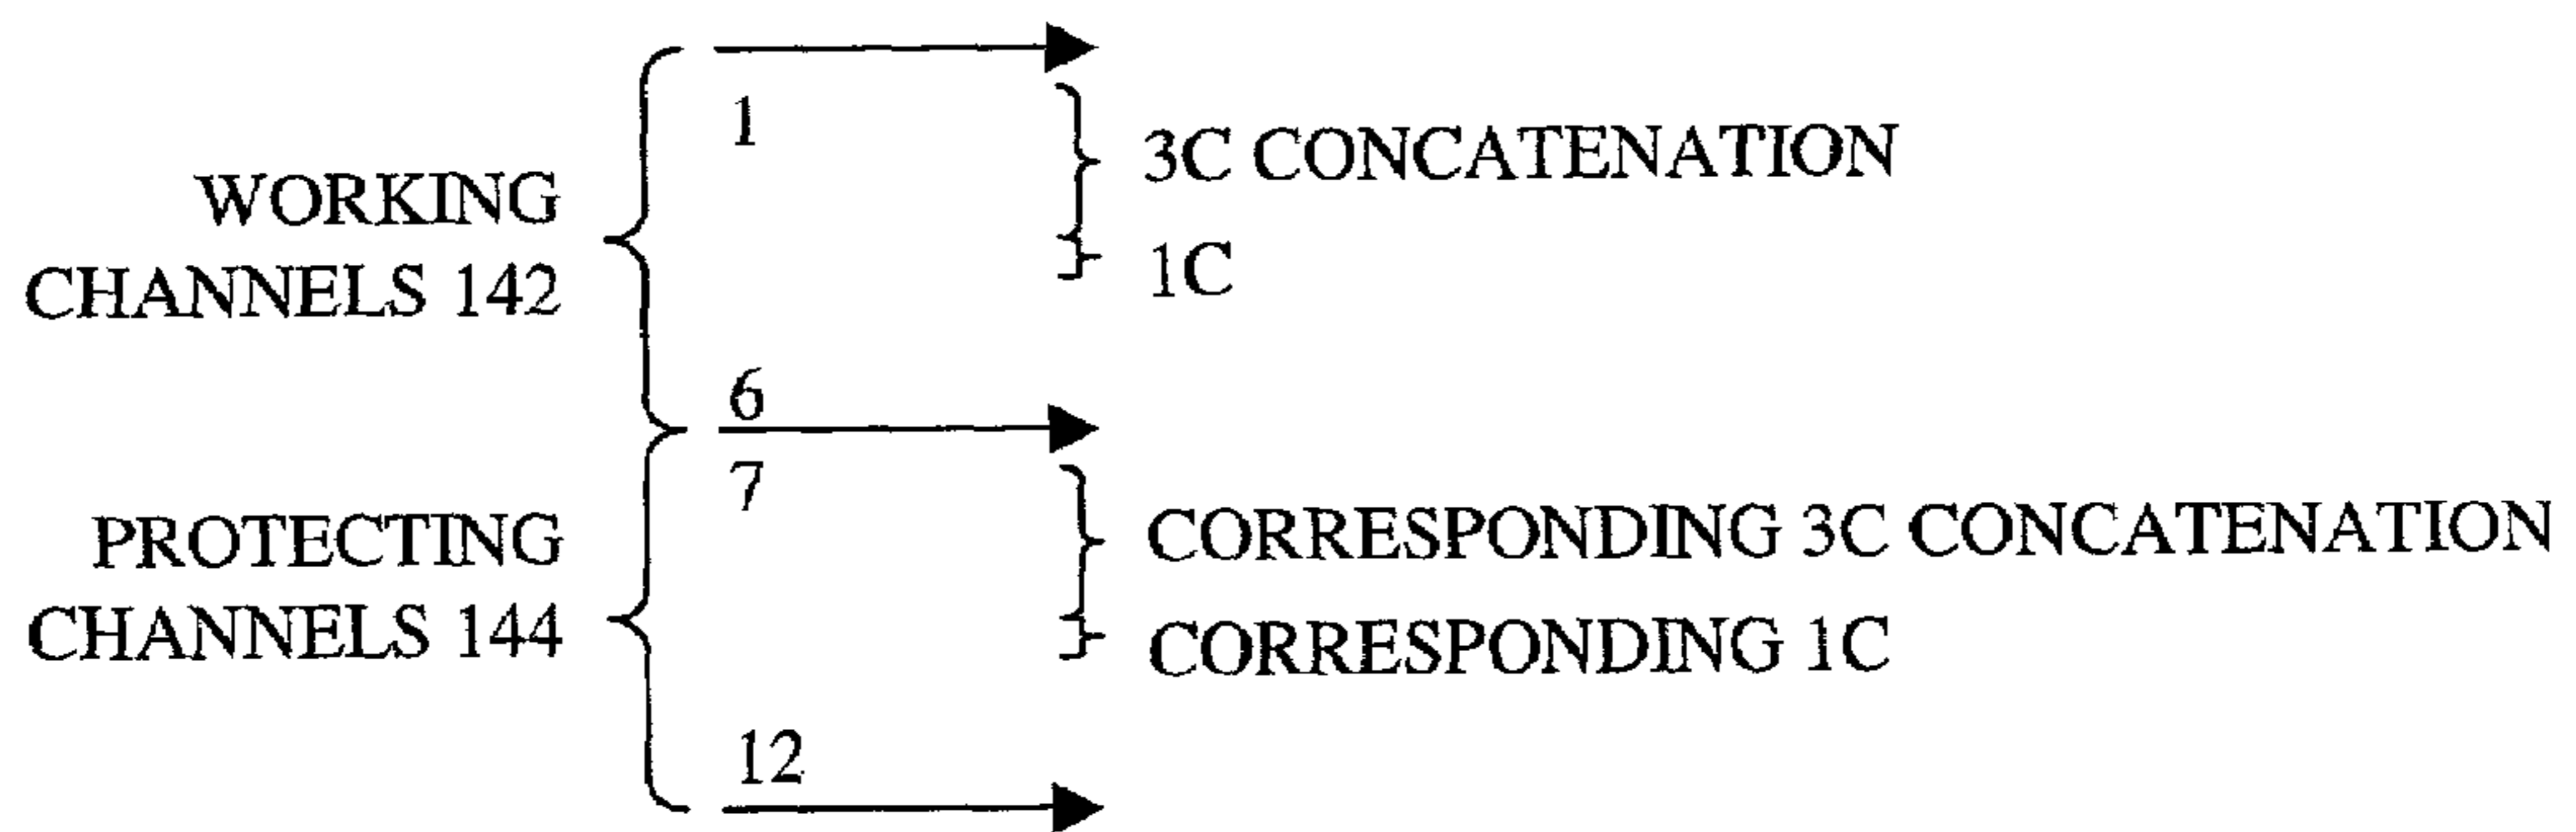 1
3C CONCATENATION
WORKING
CHANNELS 142
1C
6
7
CORRESPONDING 3C CONCATENATION
PROTECTING
CHANNELS 144
CORRESPONDING 1C
12